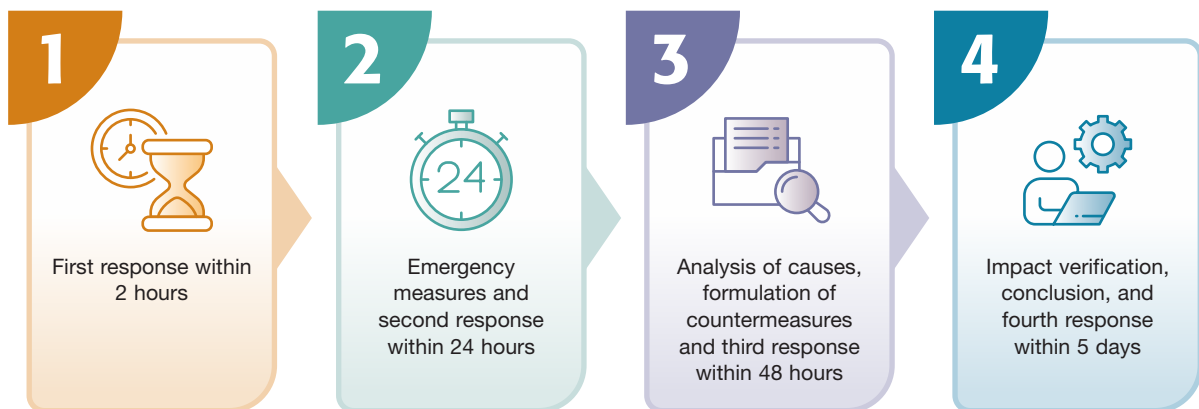 1
First response within
2 hours
2
24
Emergency
measures and
second response
within 24 hours
3
Analysis of causes,
formulation of
countermeasures
and third response
within 48 hours
4
Impact verification,
conclusion, and
fourth response
within 5 days